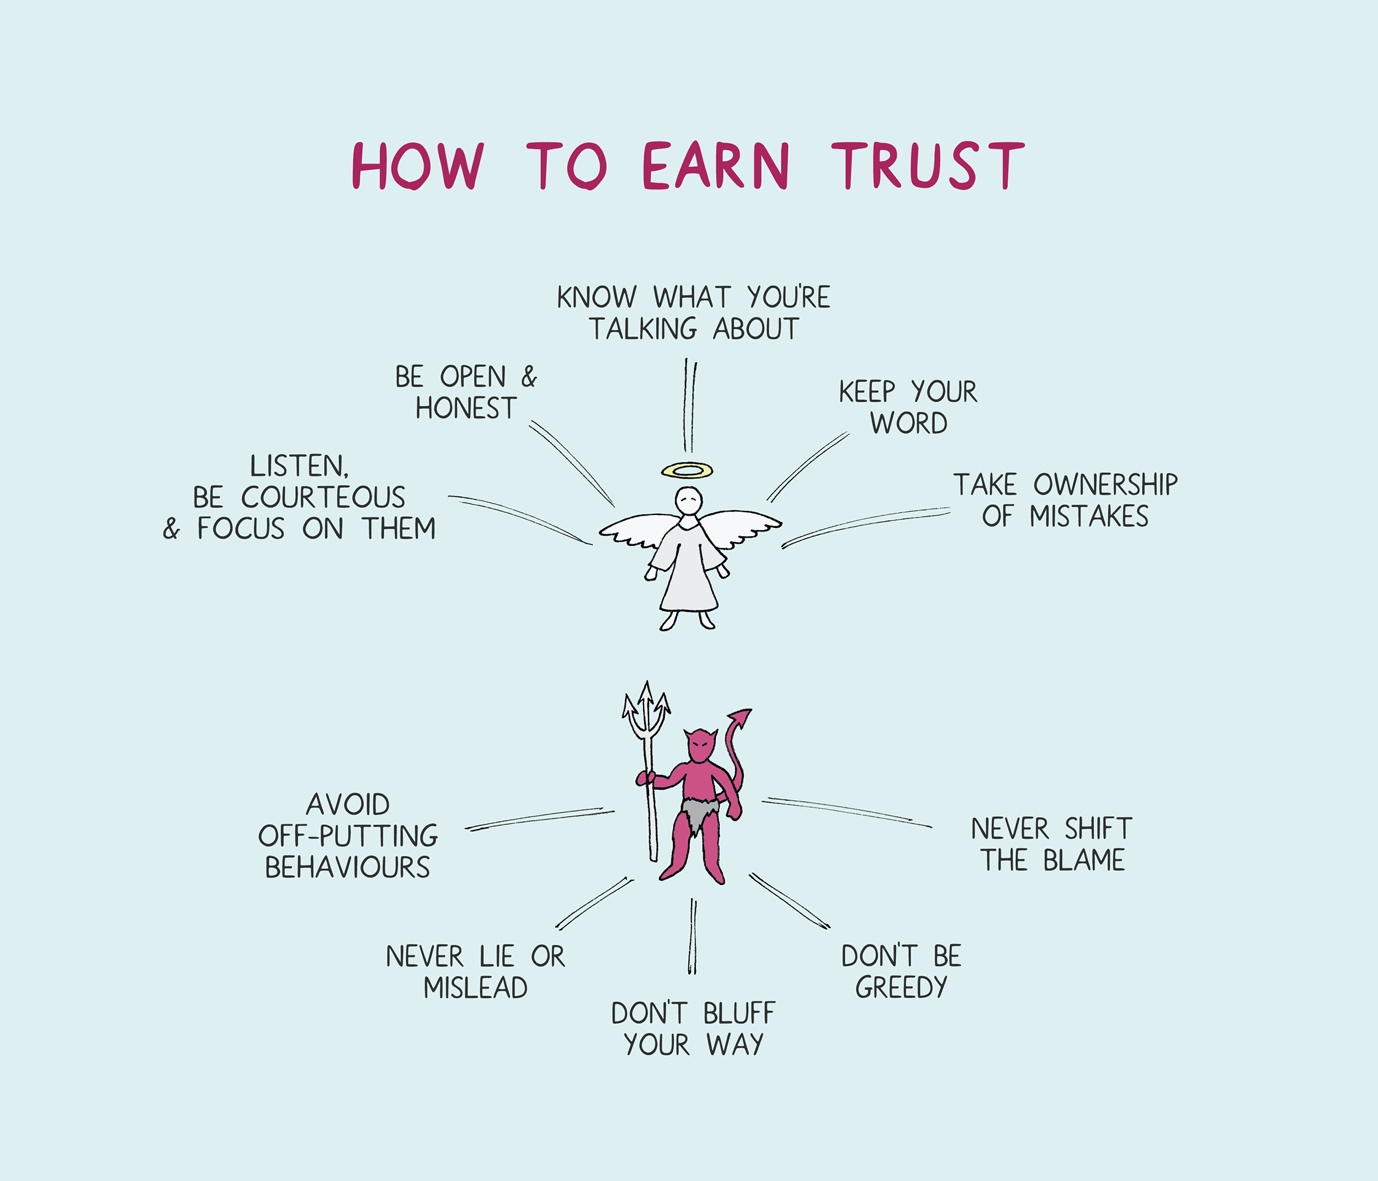 HOW TO EARN TRUST
KNOW WHAT YOU'RE
TALKING ABOUT
BE OPEN &
HONEST
KEEP YOUR
WORD
LISTEN,
BE COURTEOUS
& FOCUS ON THEM
TAKE OWNERSHIP
OF MISTAKES
AVOID
OFF-PUTTING
BEHAVIOURS
NEVER SHIFT
THE BLAME
NEVER LIE OR
MISLEAD
DON'T BE
GREEDY
DON'T BLUFF
YOUR WAY